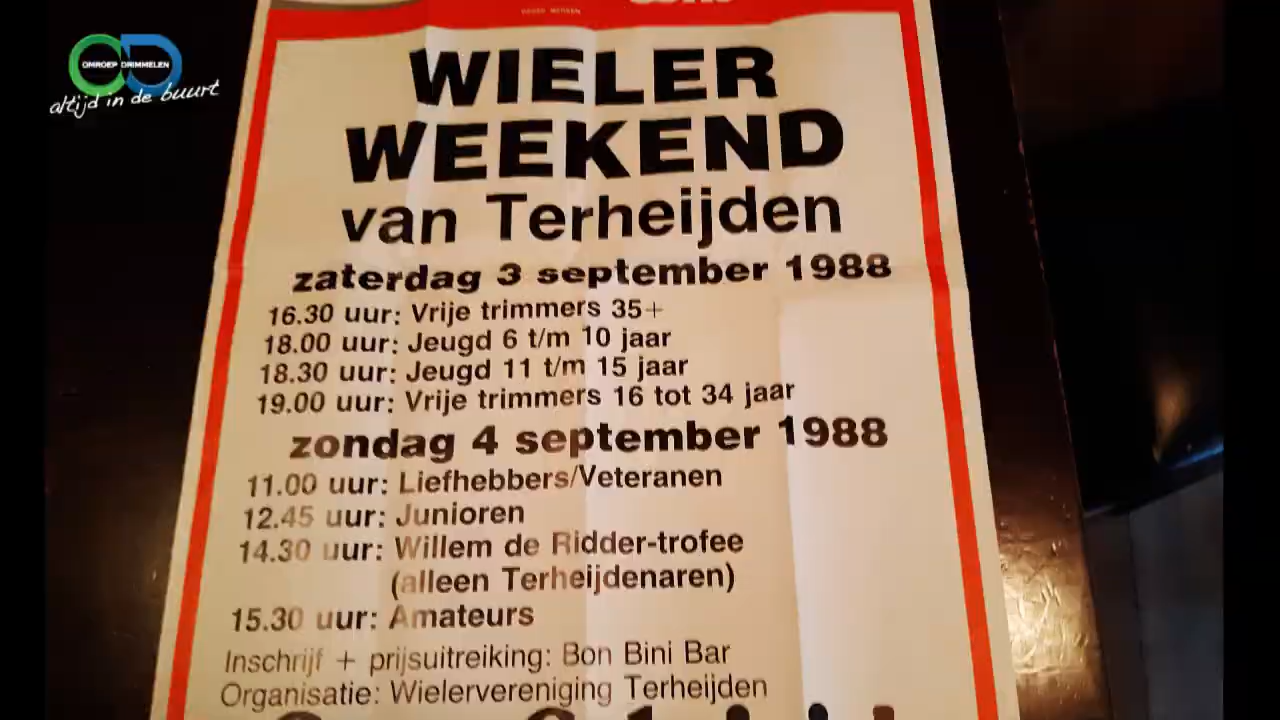 OMROEP DRIMMELEN
altijd in de buurt
WIELER
WEEKEND
van Terheijden
zaterdag 3 september 1988
16.30 uur: Vrije trimmers 35+
18.00 uur: Jeugd 6 t/m 10 jaar
18.30 uur: Jeugd 11 t/m 15 jaar
19.00 uur: Vrije trimmers 16 tot 34 jaar
zondag 4 september 1988
11.00 uur: Liefhebbers/Veteranen
12.45 uur: Junioren
14.30 uur: Willem de Ridder-trofee
(alleen Terheijdenaren)
15.30 uur: Amateurs
Inschrijf + prijsuitreiking: Bon Bini Bar
Organisatie: Wielervereniging Terheijden